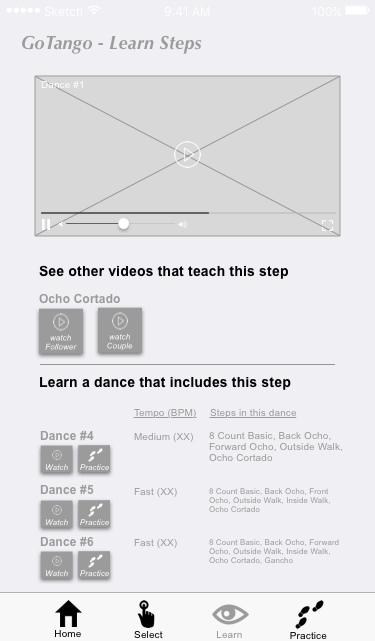 Sketch 9:41 AM 100%
GoTango - Learn Steps
Dance #1
See other videos that teach this step
Ocho Cortado
watch
Follower
watch
Couple
Learn a dance that includes this step
Tempo (BPM) Steps in this dance
Dance #4
Medium (XX)
8 Count Basic, Back Ocho,
Forward Ocho, Outside Walk,
Ocho Cortado
Watch Practice
Dance #5
Fast (XX)
8 Count Basic, Back Ocho, Front
Ocho, Outside Walk, Inside Walk,
Ocho Cortado
Watch Practice
Dance #6
Fast (XX)
8 Count Basic, Back Ocho, Forward
Ocho, Outside Walk, Inside Walk,
Ocho Cortado, Gancho
Watch Practice
Home Select Learn Practice